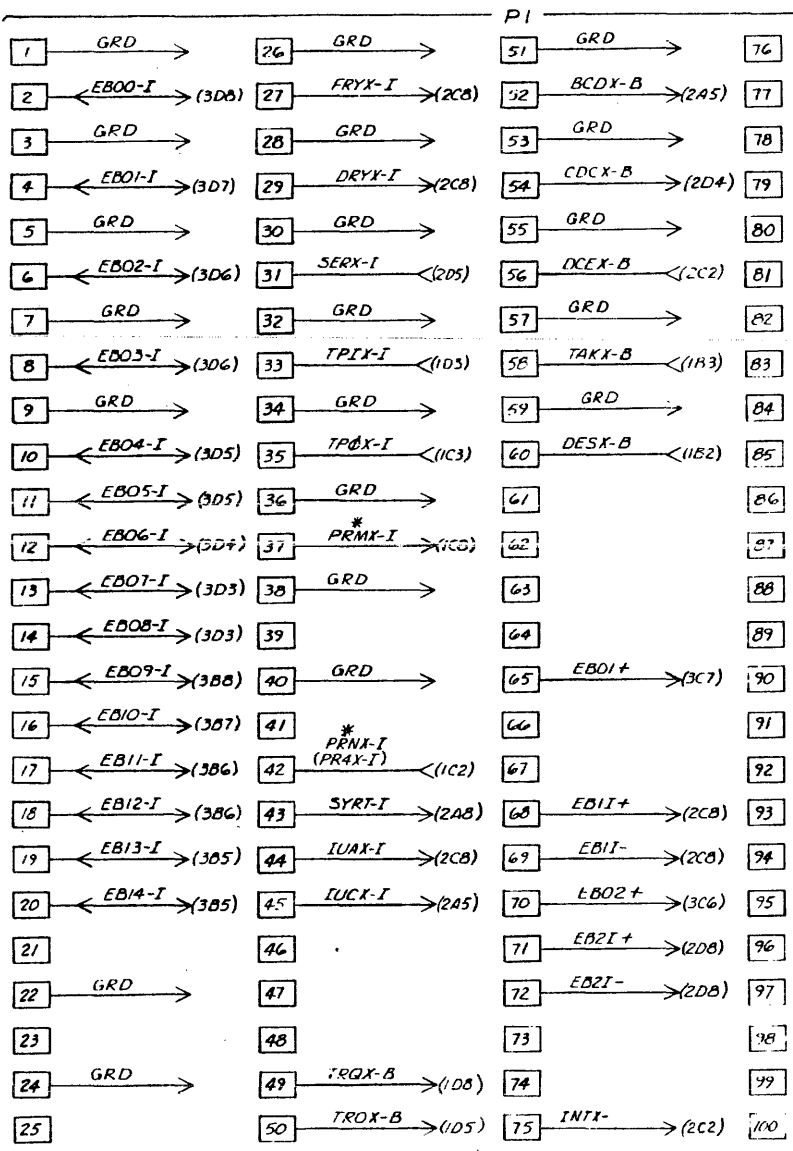 P1
1 GRD 26 GRD 51 GRD 76
2 EB00-I (3D8) 27 FRYX-I (2C8) 52 BCDX-B (2A5) 77
3 GRD 28 GRD 53 GRD 78
4 EB01-I (3D7) 29 DRYX-I (2C8) 54 CDCX-B (2D4) 79
5 GRD 30 GRD 55 GRD 80
6 EB02-I (3D6) 31 SERX-I (2D5) 56 DCEX-B (2C2) 81
7 GRD 32 GRD 57 GRD 82
8 EB03-I (3D6) 33 TPIX-I (1D3) 58 TAKX-B (1B3) 83
9 GRD 34 GRD 59 GRD 84
10 EB04-I (3D5) 35 TPØX-I (1C3) 60 DESX-B (1B2) 85
11 EB05-I (3D5) 36 GRD 61 86
*
12 EB06-I (3D4) 37 PRMX-I (1C8) 62 87
13 EB07-I (3D3) 38 GRD 63 88
14 EB08-I (3D3) 39 64 89
15 EB09-I (3B8) 40 GRD 65 EB01+ (3C7) 90
16 EB10-I (3B7) 41 66 91
*
PRNX-I
17 EB11-I (3B6) 42 (PR4X-I) (1C2) 67 92
18 EB12-I (3B6) 43 SYRT-I (2A8) 68 EB1I+ (2C8) 93
19 EB13-I (3B5) 44 IUAX-I (2C8) 69 EB1I- (2C8) 94
20 EB14-I (3B5) 45 IUCX-I (2A5) 70 EB02+ (3C6) 95
21 46 71 EB2I+ (2D8) 96
22 GRD 47 72 EB2I- (2D8) 97
23 48 73 98
24 GRD 49 TRQX-B (1D8) 74 99
25 50 TROX-B (1D5) 75 INTX- (2C2) 100